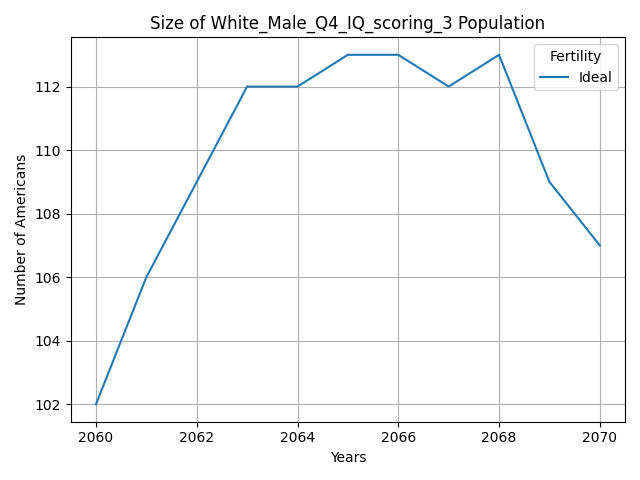 Size of White_Male_Q4_IQ_scoring_3 Population
Fertility
Ideal
Number of Americans
112
110
108
106
104
102
2060 2062 2064 2066 2068 2070
Years